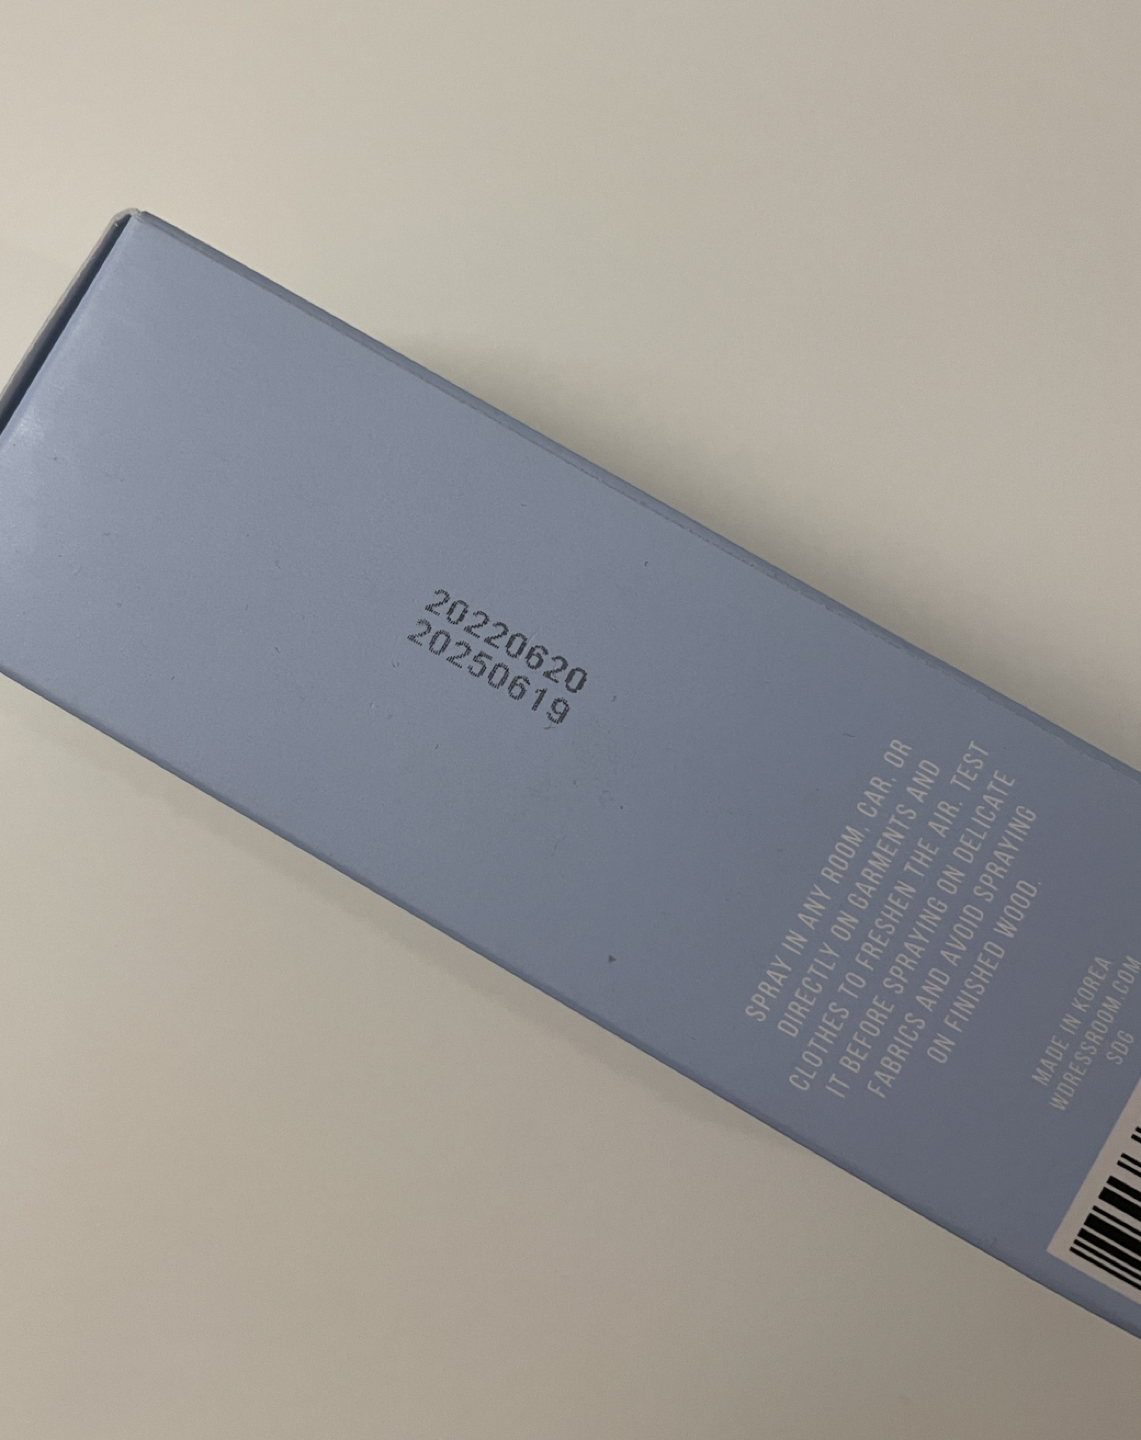 20220620
20250619
SPRAY IN ANY ROOM, CAR, OR
DIRECTLY ON GARMENTS AND
CLOTHES TO FRESHEN THE AIR. TEST
IT BEFORE SPRAYING ON DELICATE
FABRICS AND AVOID SPRAYING
ON FINISHED WOOD.
MADE IN KOREA
WDRESSROOM.COM
SDG